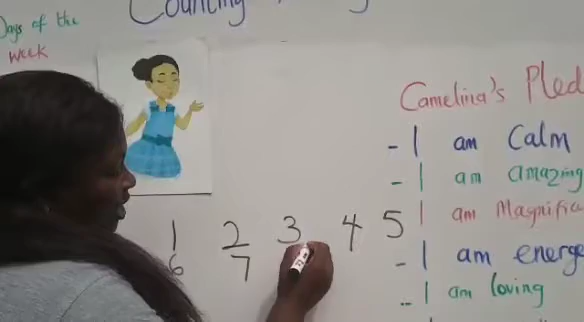 Days of the
week
Counting
Camelina's Pled
- I am Calm
- I am amazing
I am Magnifica
- I am energe
- I am loving
1 2 3 4 5
6 7